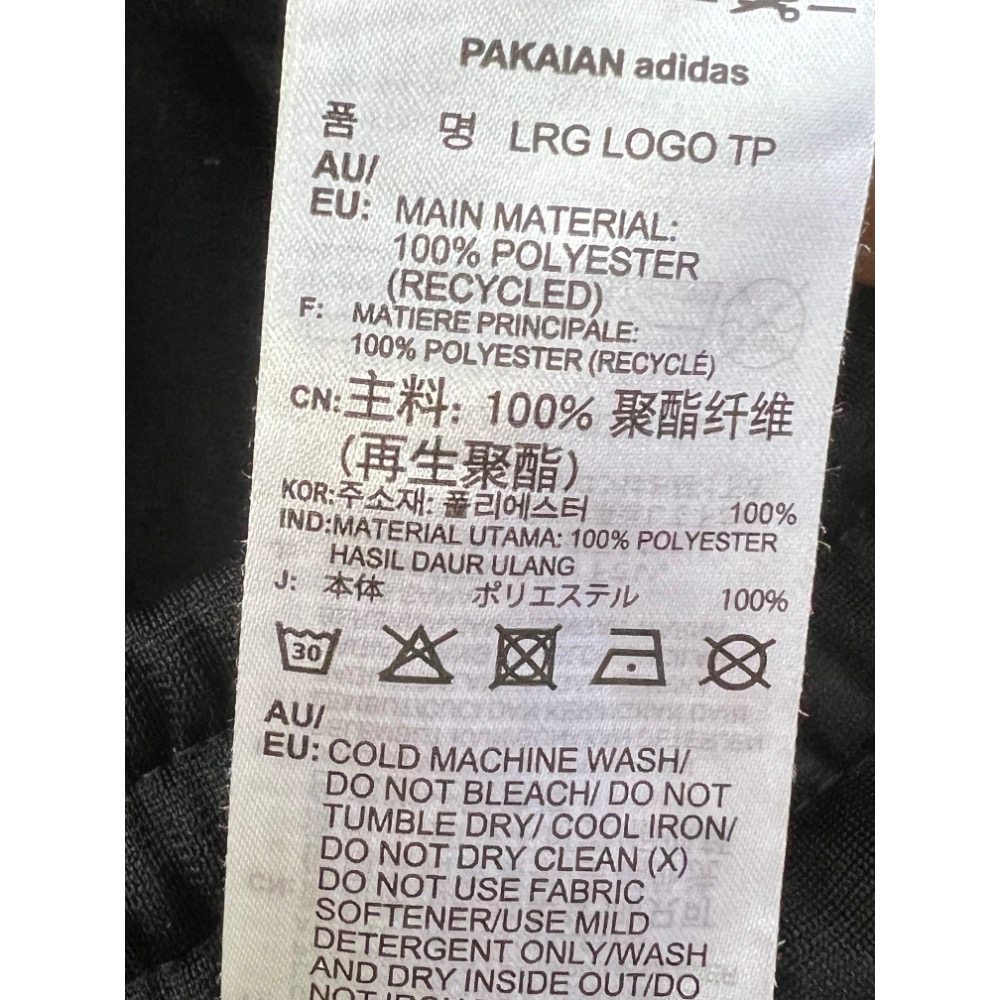 PAKAIAN adidas
품 명 LRG LOGO TP
AU/
EU: MAIN MATERIAL:
100% POLYESTER
(RECYCLED)
F: MATIERE PRINCIPALE:
100% POLYESTER (RECYCLÉ)
CN: 主料: 100% 聚酯纤维
(再生聚酯)
KOR: 주소재: 폴리에스터 100%
IND: MATERIAL UTAMA: 100% POLYESTER
HASIL DAUR ULANG
J: 本体 ポリエステル 100%
30
AU/
EU: COLD MACHINE WASH/
DO NOT BLEACH/ DO NOT
TUMBLE DRY/ COOL IRON/
DO NOT DRY CLEAN (X)
DO NOT USE FABRIC
SOFTENER/USE MILD
DETERGENT ONLY/WASH
AND DRY INSIDE OUT/DO
NOT IRON